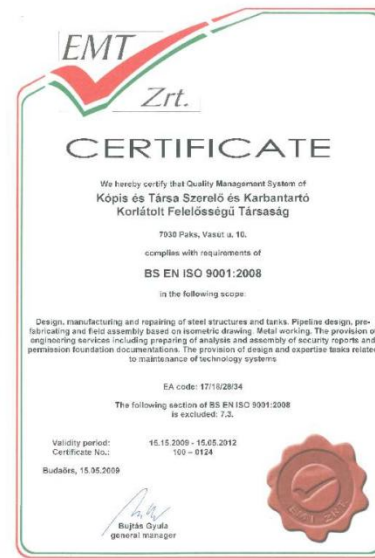 EMT
Zrt.
CERTIFICATE
We hereby certify that Quality Management System of
Kópis és Társa Szerelő és Karbantartó
Korlátolt Felelősségű Társaság
7030 Paks, Vasut u. 10.
complies with requirements of
BS EN ISO 9001:2008
in the following scope:
Design, manufacturing and repairing of steel structures and tanks. Pipeline design, pre-
fabricating and field assembly based on isometric drawing. Metal working. The provision of
engineering services including preparing of analysis and assembly of security reports and
permission foundation documentations. The provision of design and expertise tasks related
to maintenance of technology systems
EA code: 17/18/28/34
The following section of BS EN ISO 9001:2008
is excluded: 7.3.
Validity period: 15.15.2009 - 15.05.2012
Certificate No.: 100 – 0124
Budaörs, 15.05.2009
Bujtás Gyula
general manager
EMT ZRT.